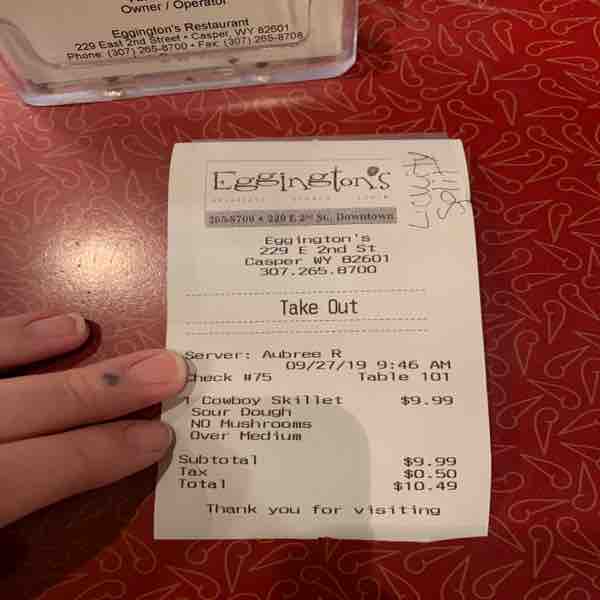 Owner / Operator
Eggington's Restaurant
229 East 2nd Street • Casper, WY 82601
Phone: (307) 265-8700 • Fax: (307) 265-8708
Eggington's
265-8700 • 229 E 2nd St., Downtown
Eggington's
229 E 2nd St
Casper WY 82601
307.265.8700
Take Out
Server: Aubree R
09/27/19 9:46 AM
Check #75 Table 101
1 Cowboy Skillet $9.99
Sour Dough
NO Mushrooms
Over Medium
Subtotal $9.99
Tax $0.50
Total $10.49
Thank you for visiting